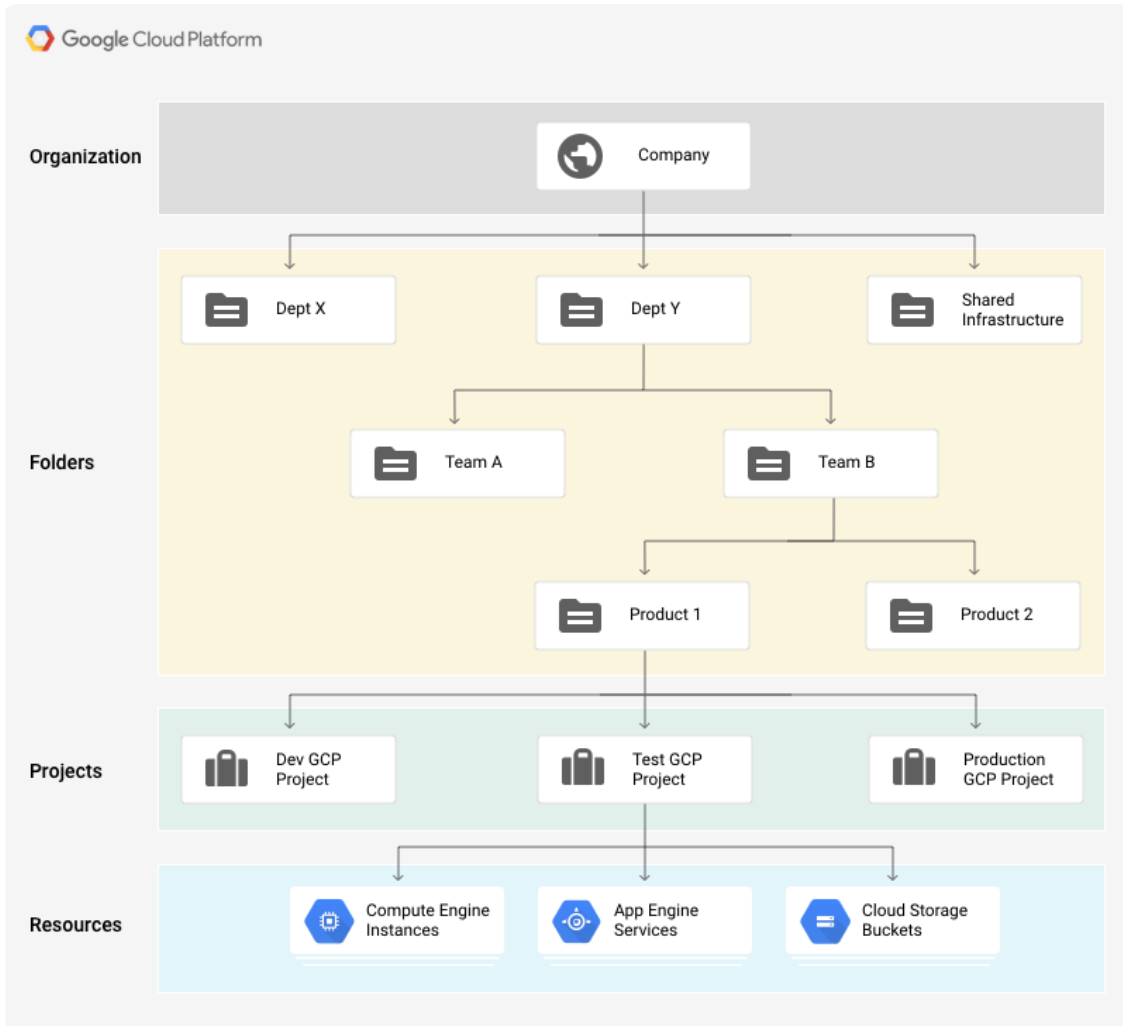 Google Cloud Platform
Organization
Company
Dept X
Dept Y
Shared
Infrastructure
Folders
Team A
Team B
Product 1
Product 2
Projects
Dev GCP
Project
Test GCP
Project
Production
GCP Project
Resources
Compute Engine
Instances
App Engine
Services
Cloud Storage
Buckets